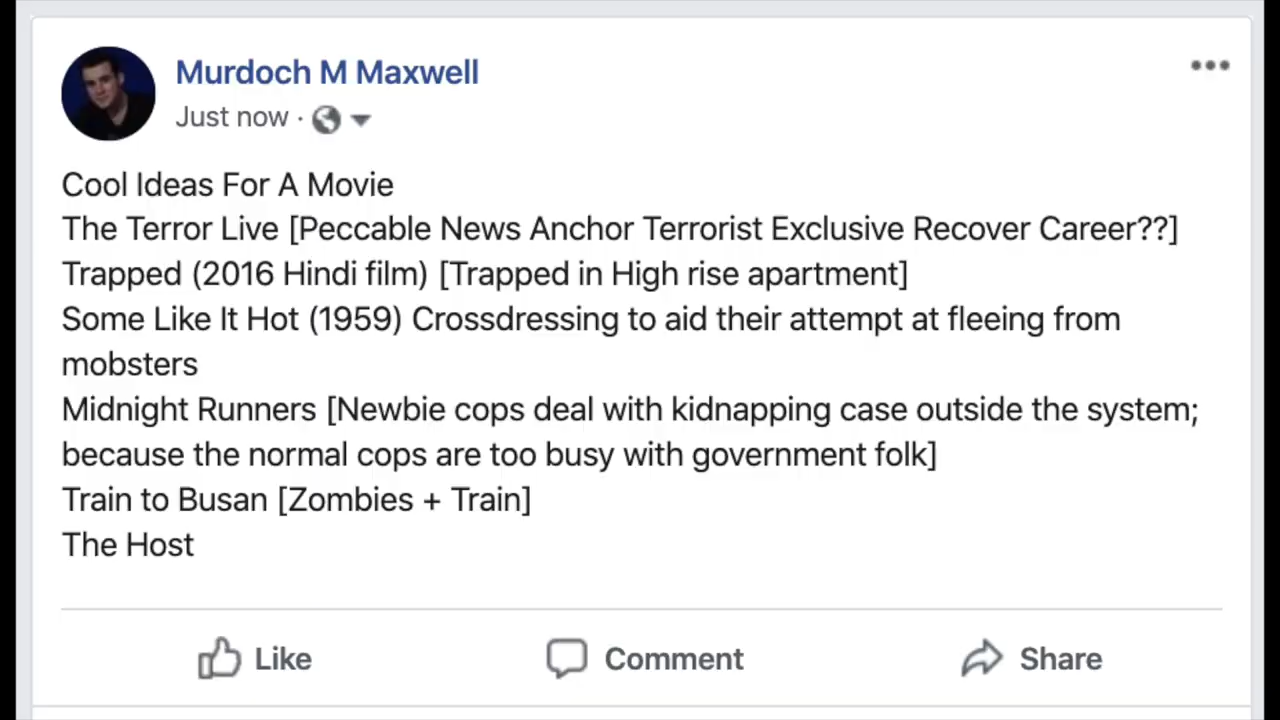 Murdoch M Maxwell
Just now ·
Cool Ideas For A Movie
The Terror Live [Peccable News Anchor Terrorist Exclusive Recover Career??]
Trapped (2016 Hindi film) [Trapped in High rise apartment]
Some Like It Hot (1959) Crossdressing to aid their attempt at fleeing from
mobsters
Midnight Runners [Newbie cops deal with kidnapping case outside the system;
because the normal cops are too busy with government folk]
Train to Busan [Zombies + Train]
The Host
Like Comment Share